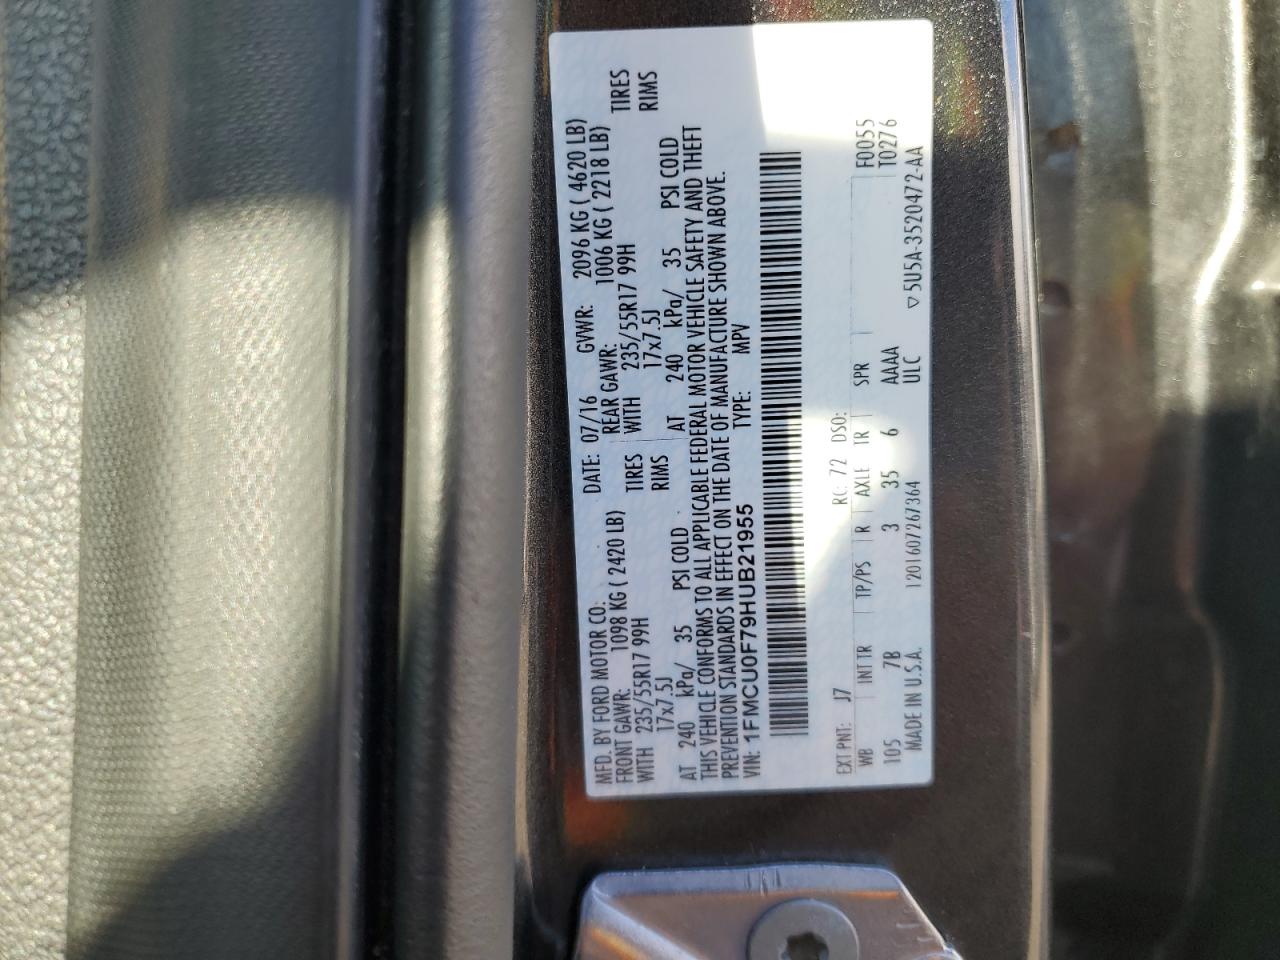 MFD. BY FORD MOTOR CO: DATE: 07/16 GVWR: 2096 KG ( 4620 LB)
FRONT GAWR: 1098 KG ( 2420 LB) REAR GAWR: 1006 KG ( 2218 LB)
WITH 235/55R17 99H TIRES WITH 235/55R17 99H TIRES
17x7.5J RIMS 17x7.5J RIMS
AT 240 kPa/ 35 PSI COLD AT 240 kPa/ 35 PSI COLD
THIS VEHICLE CONFORMS TO ALL APPLICABLE FEDERAL MOTOR VEHICLE SAFETY AND THEFT
PREVENTION STANDARDS IN EFFECT ON THE DATE OF MANUFACTURE SHOWN ABOVE.
VIN: 1FMCU0F79HUB21955 TYPE: MPV
EXT PNT: J7 RC: 72 DSO: F0055
WB INT TR TP/PS R AXLE TR SPR T0276
105 7B 3 35 6 AAAA
MADE IN U.S.A. 1201607267364 ULC ▽5U5A-3520472-AA